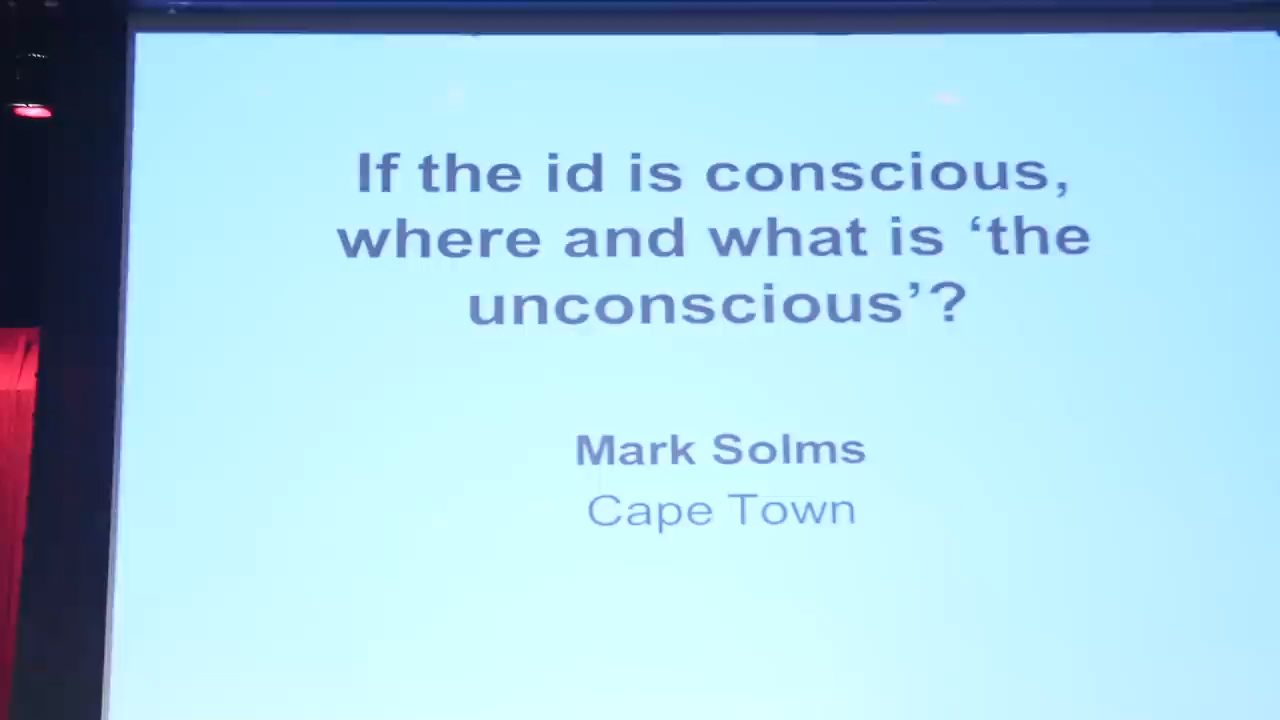 If the id is conscious,
where and what is ‘the
unconscious’?
Mark Solms
Cape Town